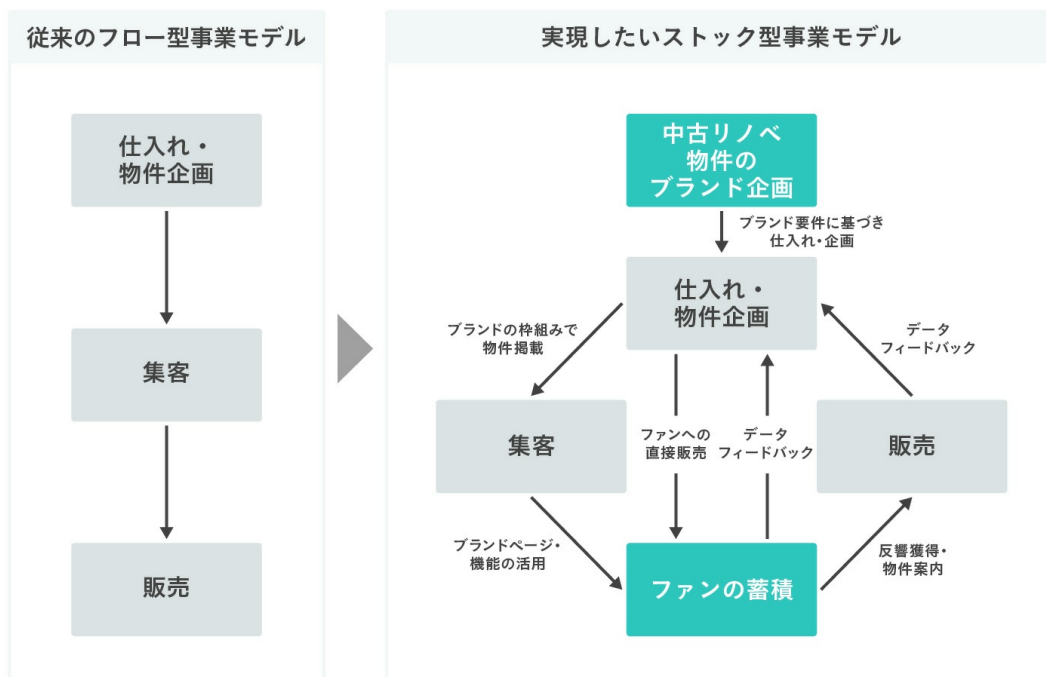 従来のフロー型事業モデル
仕入れ・
物件企画
集客
販売
実現したいストック型事業モデル
中古リノベ
物件の
ブランド企画
ブランド要件に基づき
仕入れ・企画
仕入れ・
物件企画
ブランドの枠組みで
物件掲載
データ
フィードバック
集客
ファンへの
直接販売
データ
フィードバック
販売
ブランドページ・
機能の活用
ファンの蓄積
反響獲得・
物件案内